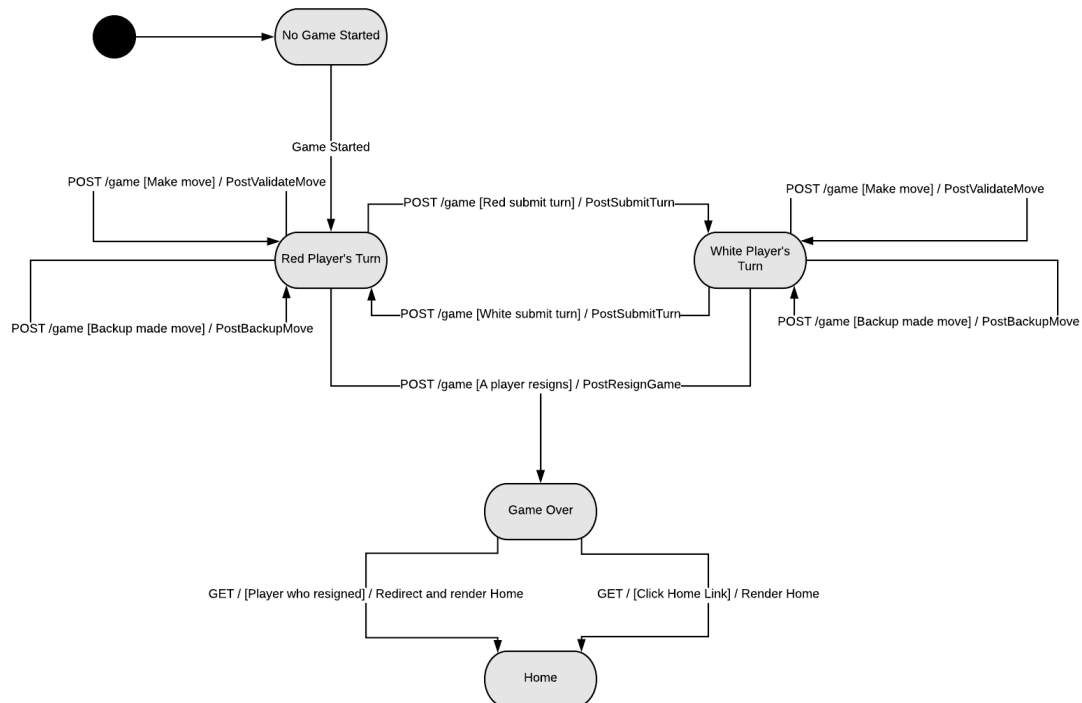 No Game Started
Game Started
POST /game [Make move] / PostValidateMove
POST /game [Make move] / PostValidateMove
POST /game [Red submit turn] / PostSubmitTurn
Red Player's Turn
White Player's
Turn
POST /game [White submit turn] / PostSubmitTurn
POST /game [Backup made move] / PostBackupMove
POST /game [Backup made move] / PostBackupMove
POST /game [A player resigns] / PostResignGame
Game Over
GET / [Player who resigned] / Redirect and render Home
GET / [Click Home Link] / Render Home
Home